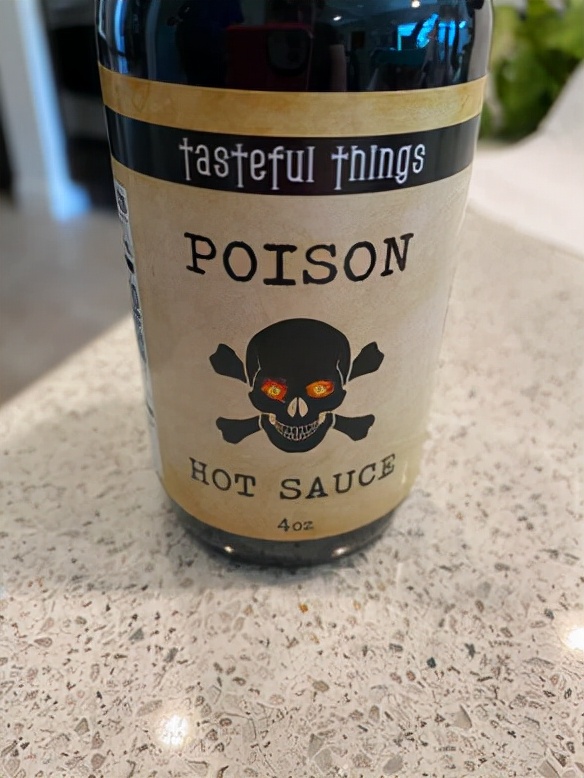 tasteful things
POISON
HOT SAUCE
4oz